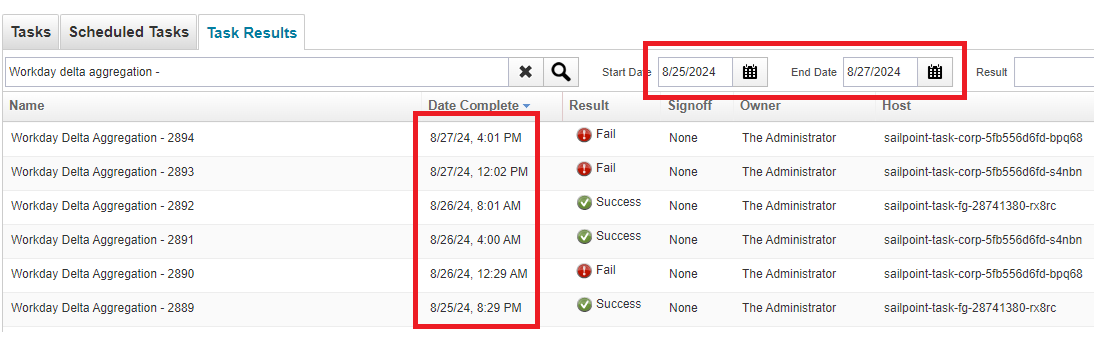 Tasks Scheduled Tasks Task Results
Workday delta aggregation - Start Date 8/25/2024 End Date 8/27/2024 Result
Name Date Complete Result Signoff Owner Host
Workday Delta Aggregation - 2894 8/27/24, 4:01 PM Fail None The Administrator sailpoint-task-corp-5fb556d6fd-bpq68
Workday Delta Aggregation - 2893 8/27/24, 12:02 PM Fail None The Administrator sailpoint-task-corp-5fb556d6fd-s4nbn
Workday Delta Aggregation - 2892 8/26/24, 8:01 AM Success None The Administrator sailpoint-task-fg-28741380-rx8rc
Workday Delta Aggregation - 2891 8/26/24, 4:00 AM Success None The Administrator sailpoint-task-corp-5fb556d6fd-s4nbn
Workday Delta Aggregation - 2890 8/26/24, 12:29 AM Fail None The Administrator sailpoint-task-corp-5fb556d6fd-bpq68
Workday Delta Aggregation - 2889 8/25/24, 8:29 PM Success None The Administrator sailpoint-task-fg-28741380-rx8rc